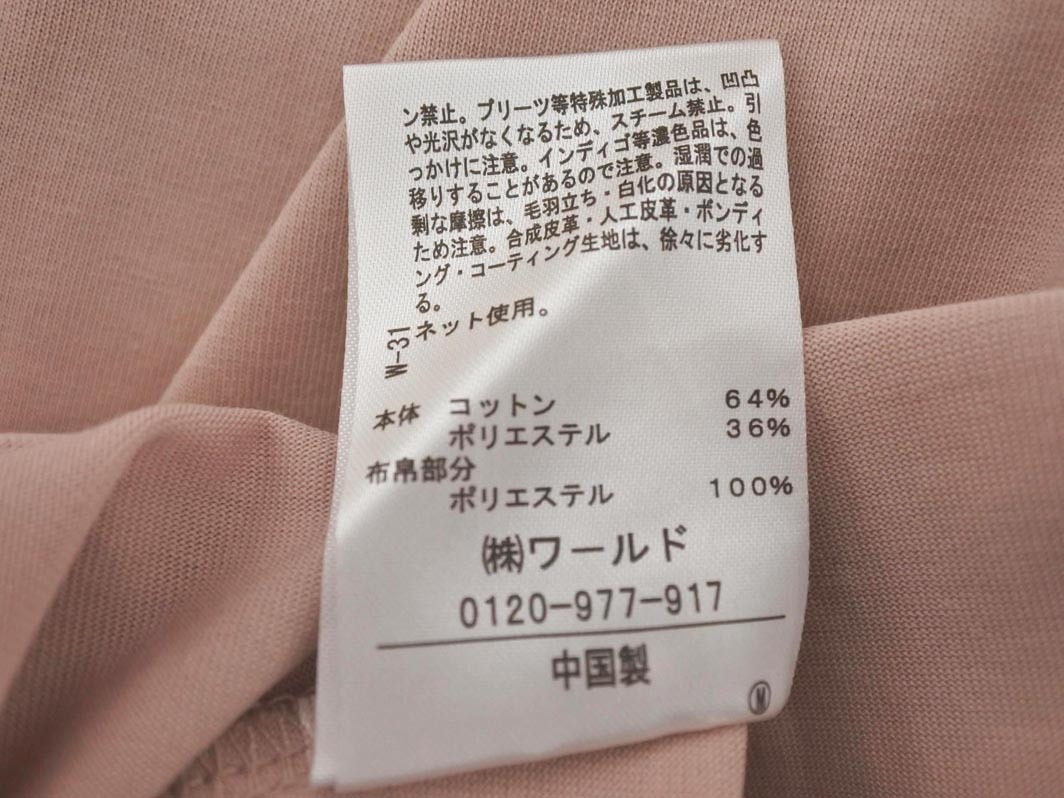 ン禁止。プリーツ等特殊加工製品は、凹凸
や光沢がなくなるため、スチーム禁止。引
っかけに注意。インディゴ等濃色品は、色
移りすることがあるので注意。湿潤での過
剰な摩擦は、毛羽立ち・白化の原因となる
ため注意。合成皮革・人工皮革・ボンディ
ング・コーティング生地は、徐々に劣化す
る。
W-31
ネット使用。
本体 コットン 64%
ポリエステル 36%
布帛部分
ポリエステル 100%
㈱ワールド
0120-977-917
中国製
Ⓜ